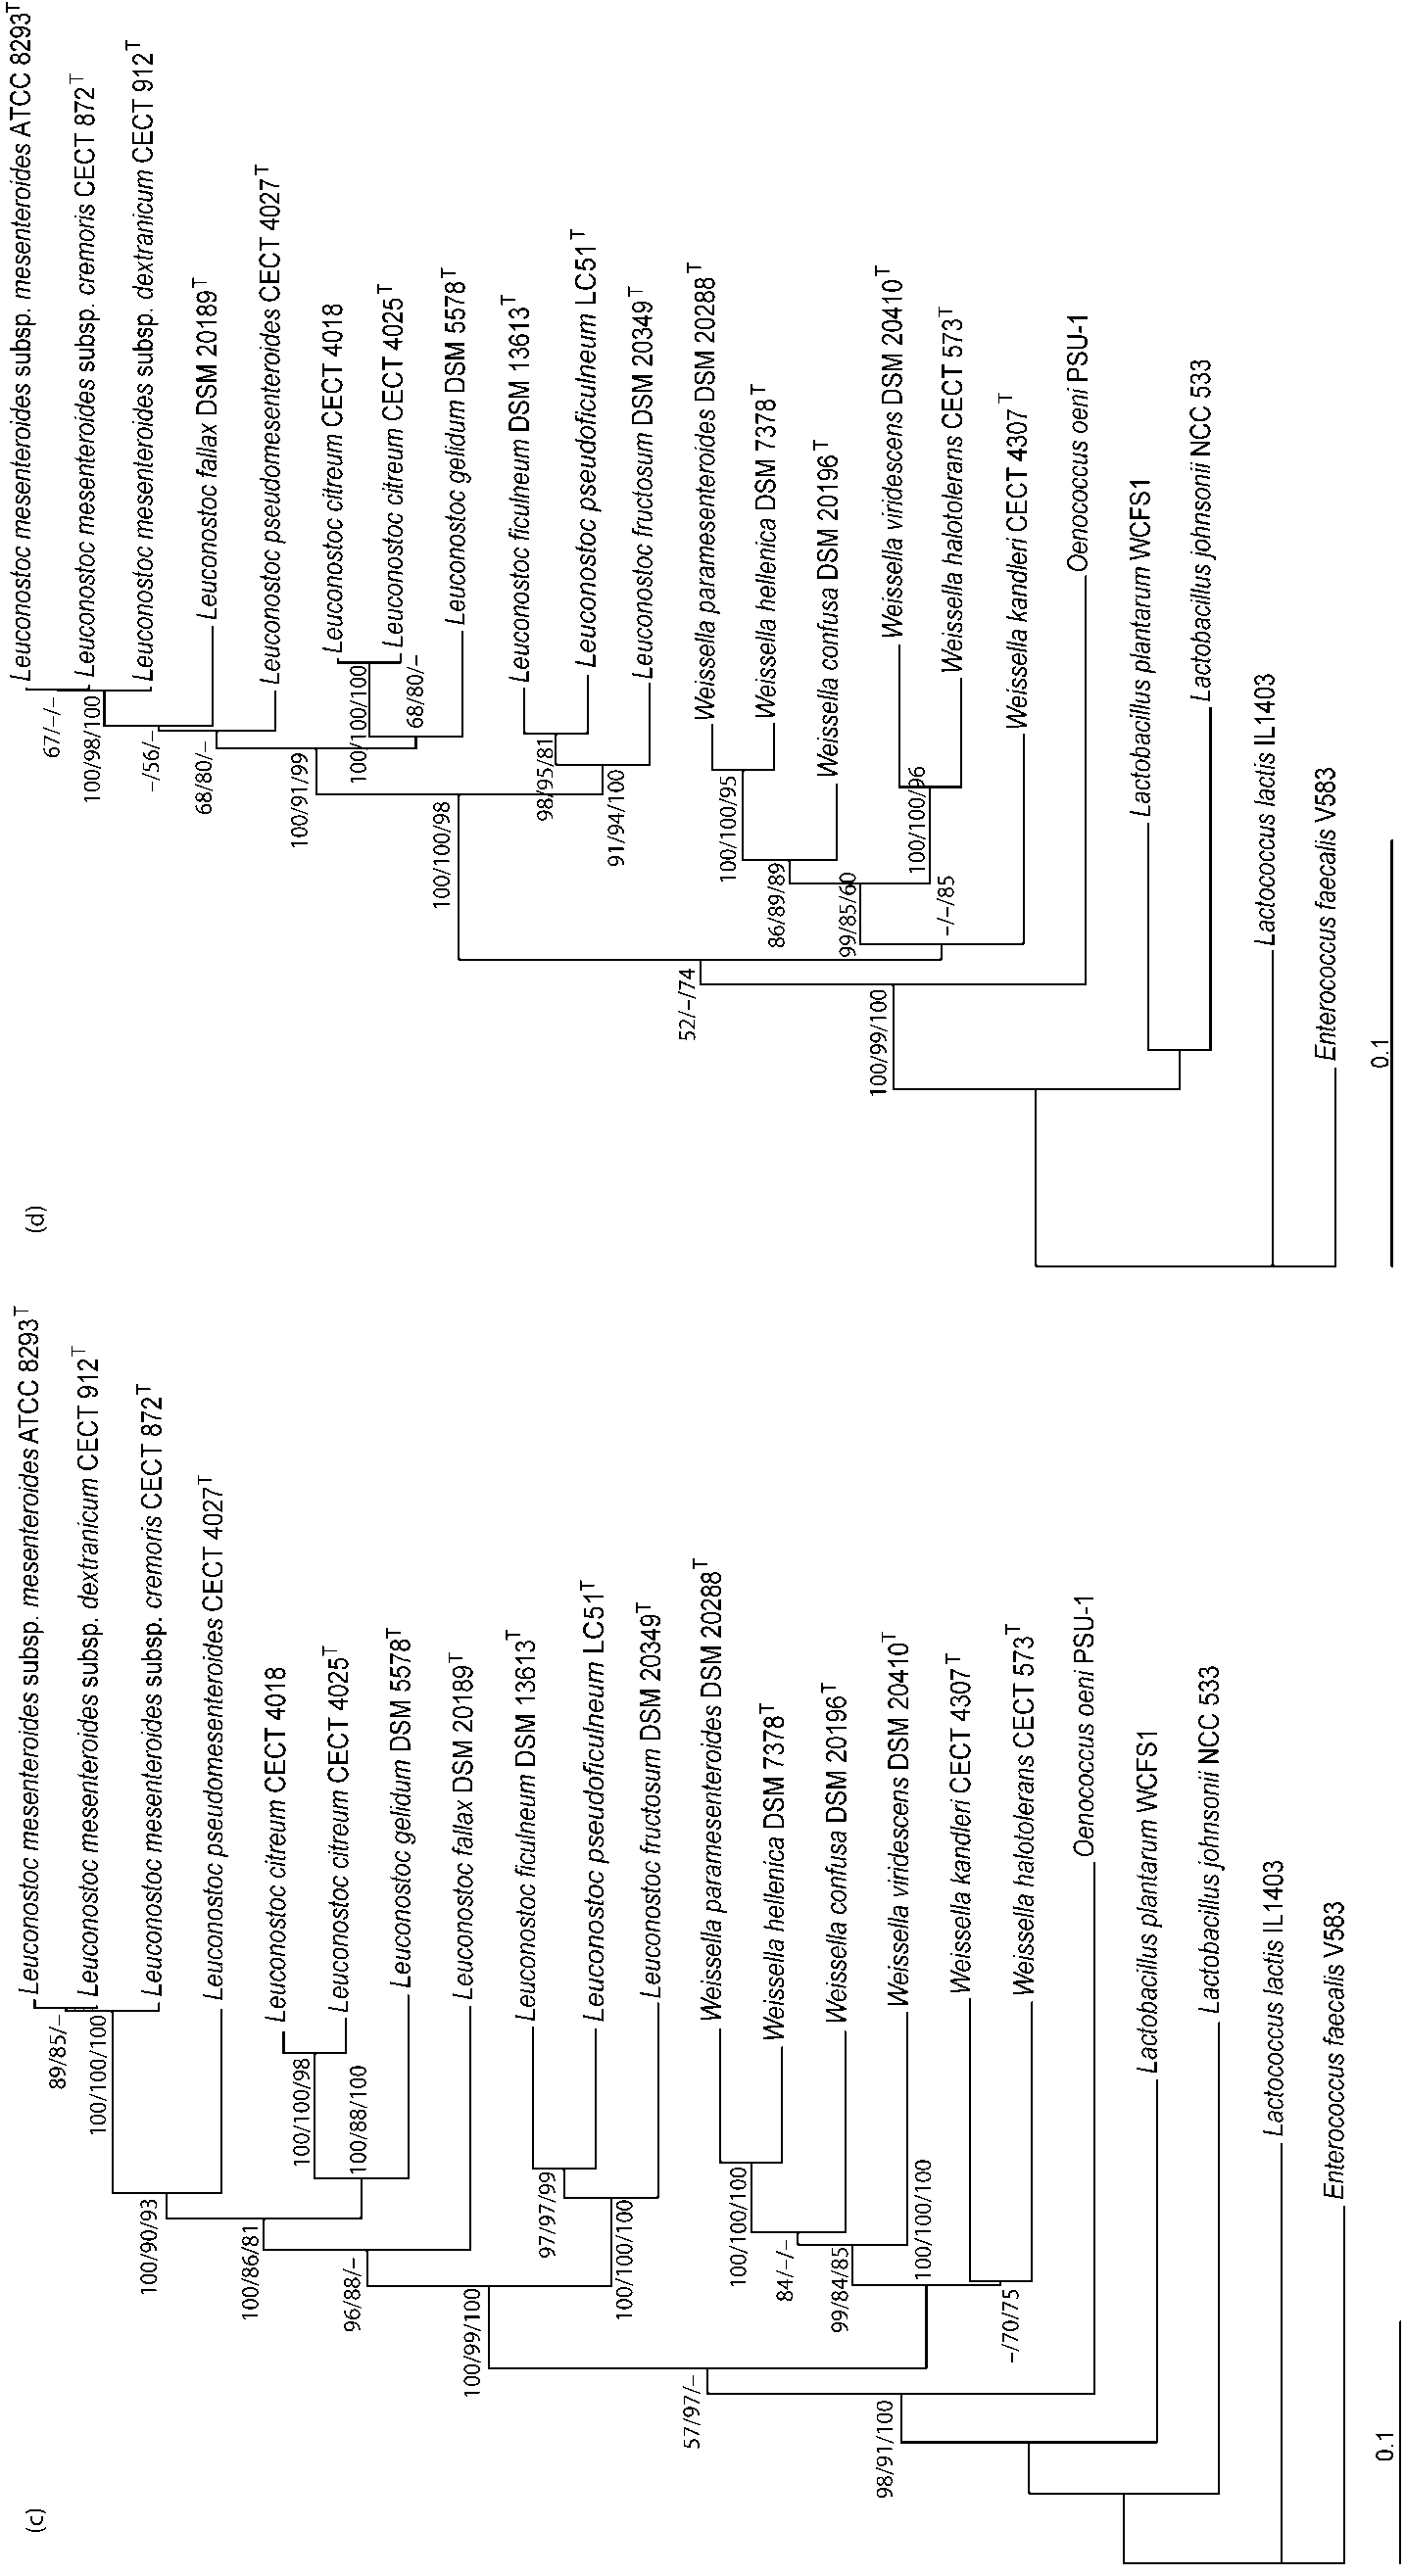 (c)
Leuconostoc mesenteroides subsp. mesenteroides ATCC 8293T
89/85/–
Leuconostoc mesenteroides subsp. dextranicum CECT 912T
100/100/100
Leuconostoc mesenteroides subsp. cremoris CECT 872T
100/90/93
Leuconostoc pseudomesenteroides CECT 4027T
100/86/81
Leuconostoc citreum CECT 4018
100/100/98
Leuconostoc citreum CECT 4025T
100/88/100
Leuconostoc gelidum DSM 5578T
96/88/–
Leuconostoc fallax DSM 20189T
100/99/100
Leuconostoc ficulneum DSM 13613T
97/97/99
Leuconostoc pseudoficulneum LC51T
100/100/100
Leuconostoc fructosum DSM 20349T
57/97/–
Weissella paramesenteroides DSM 20288T
100/100/100
Weissella hellenica DSM 7378T
84/–/–
Weissella confusa DSM 20196T
99/84/85
Weissella viridescens DSM 20410T
98/91/100
100/100/100
Weissella kandleri CECT 4307T
–/70/75
Weissella halotolerans CECT 573T
Oenococcus oeni PSU-1
Lactobacillus plantarum WCFS1
Lactobacillus johnsonii NCC 533
Lactococcus lactis IL1403
Enterococcus faecalis V583
0.1
(d)
Leuconostoc mesenteroides subsp. mesenteroides ATCC 8293T
67/–/–
Leuconostoc mesenteroides subsp. cremoris CECT 872T
100/98/100
Leuconostoc mesenteroides subsp. dextranicum CECT 912T
–/56/–
Leuconostoc fallax DSM 20189T
68/80/–
Leuconostoc pseudomesenteroides CECT 4027T
100/91/99
Leuconostoc citreum CECT 4018
100/100/100
Leuconostoc citreum CECT 4025T
68/80/–
Leuconostoc gelidum DSM 5578T
100/100/98
Leuconostoc ficulneum DSM 13613T
98/95/81
Leuconostoc pseudoficulneum LC51T
91/94/100
Leuconostoc fructosum DSM 20349T
52/–/74
Weissella paramesenteroides DSM 20288T
100/100/95
Weissella hellenica DSM 7378T
86/89/89
Weissella confusa DSM 20196T
99/85/60
Weissella viridescens DSM 20410T
100/99/100
100/100/96
Weissella halotolerans CECT 573T
–/–/85
Weissella kandleri CECT 4307T
Oenococcus oeni PSU-1
Lactobacillus plantarum WCFS1
Lactobacillus johnsonii NCC 533
Lactococcus lactis IL1403
Enterococcus faecalis V583
0.1